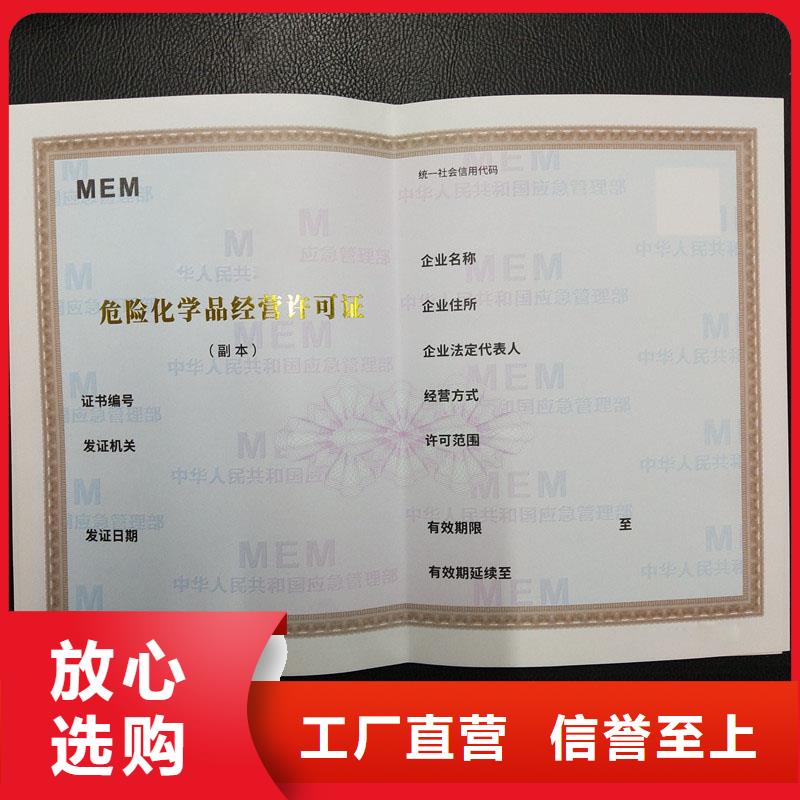 MEM
危险化学品经营许可证
（副本）
证书编号
发证机关
发证日期
统一社会信用代码
企业名称
企业住所
企业法定代表人
经营方式
许可范围
有效期限 至
有效期延续至
MEM
中华人民共和国应急管理部
放心
选购
工厂直营 信誉至上